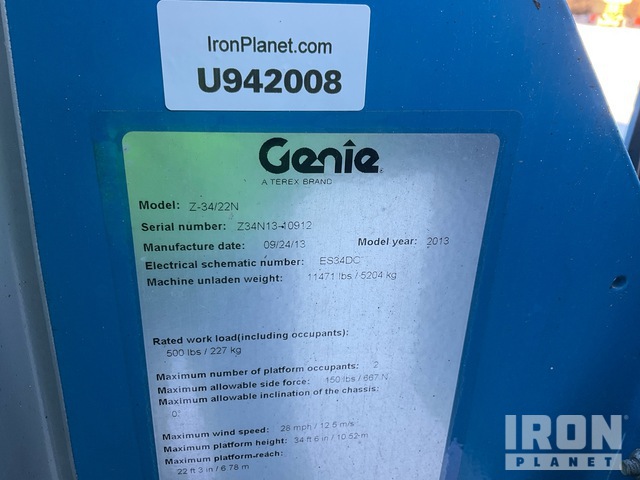 IronPlanet.com
U942008
Genie
A TEREX BRAND
Model: Z-34/22N
Serial number: Z34N13-10912
Manufacture date: 09/24/13 Model year: 2013
Electrical schematic number: ES34DC
Machine unladen weight: 11471 lbs / 5204 kg
Rated work load(including occupants):
500 lbs / 227 kg
Maximum number of platform occupants: 2
Maximum allowable side force: 150 lbs / 667 N
Maximum allowable inclination of the chassis:
0°
Maximum wind speed: 28 mph / 12.5 m/s
Maximum platform height: 34 ft 6 in / 10.52 m
Maximum platform reach:
22 ft 3 in / 6.78 m
IRON
PLANET